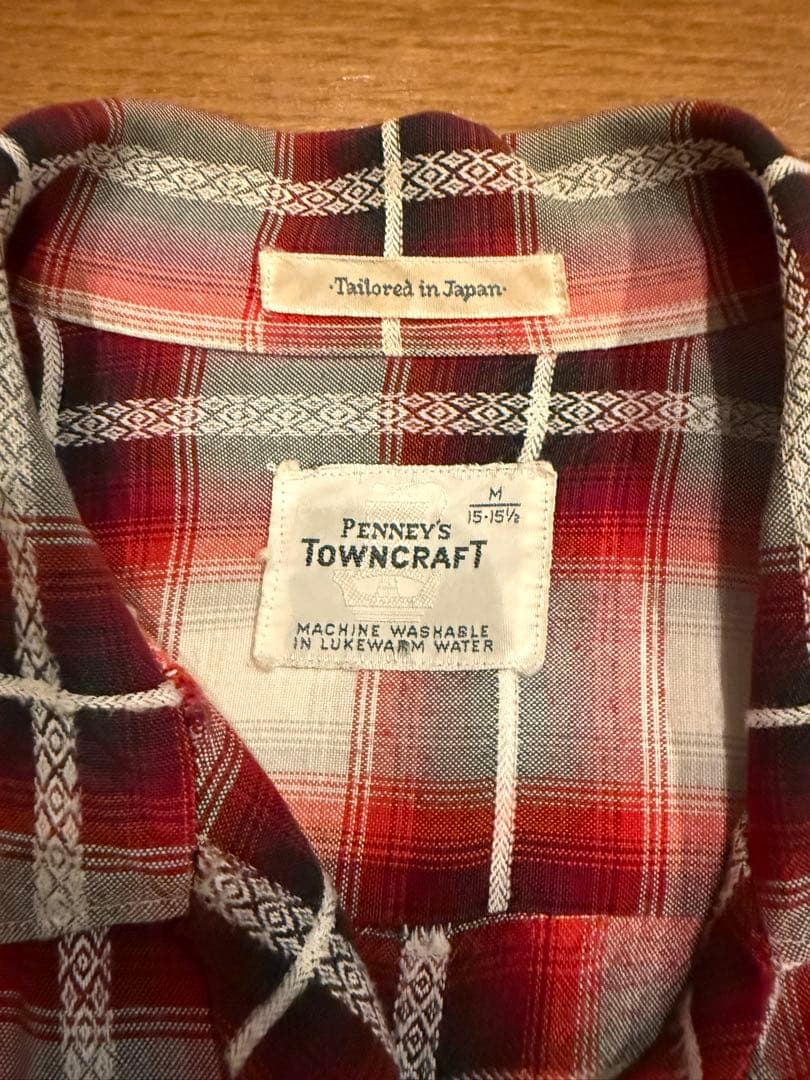 ·Tailored in Japan·
M
15-15½
PENNEY'S
TOWNCRAFT
MACHINE WASHABLE
IN LUKEWARM WATER